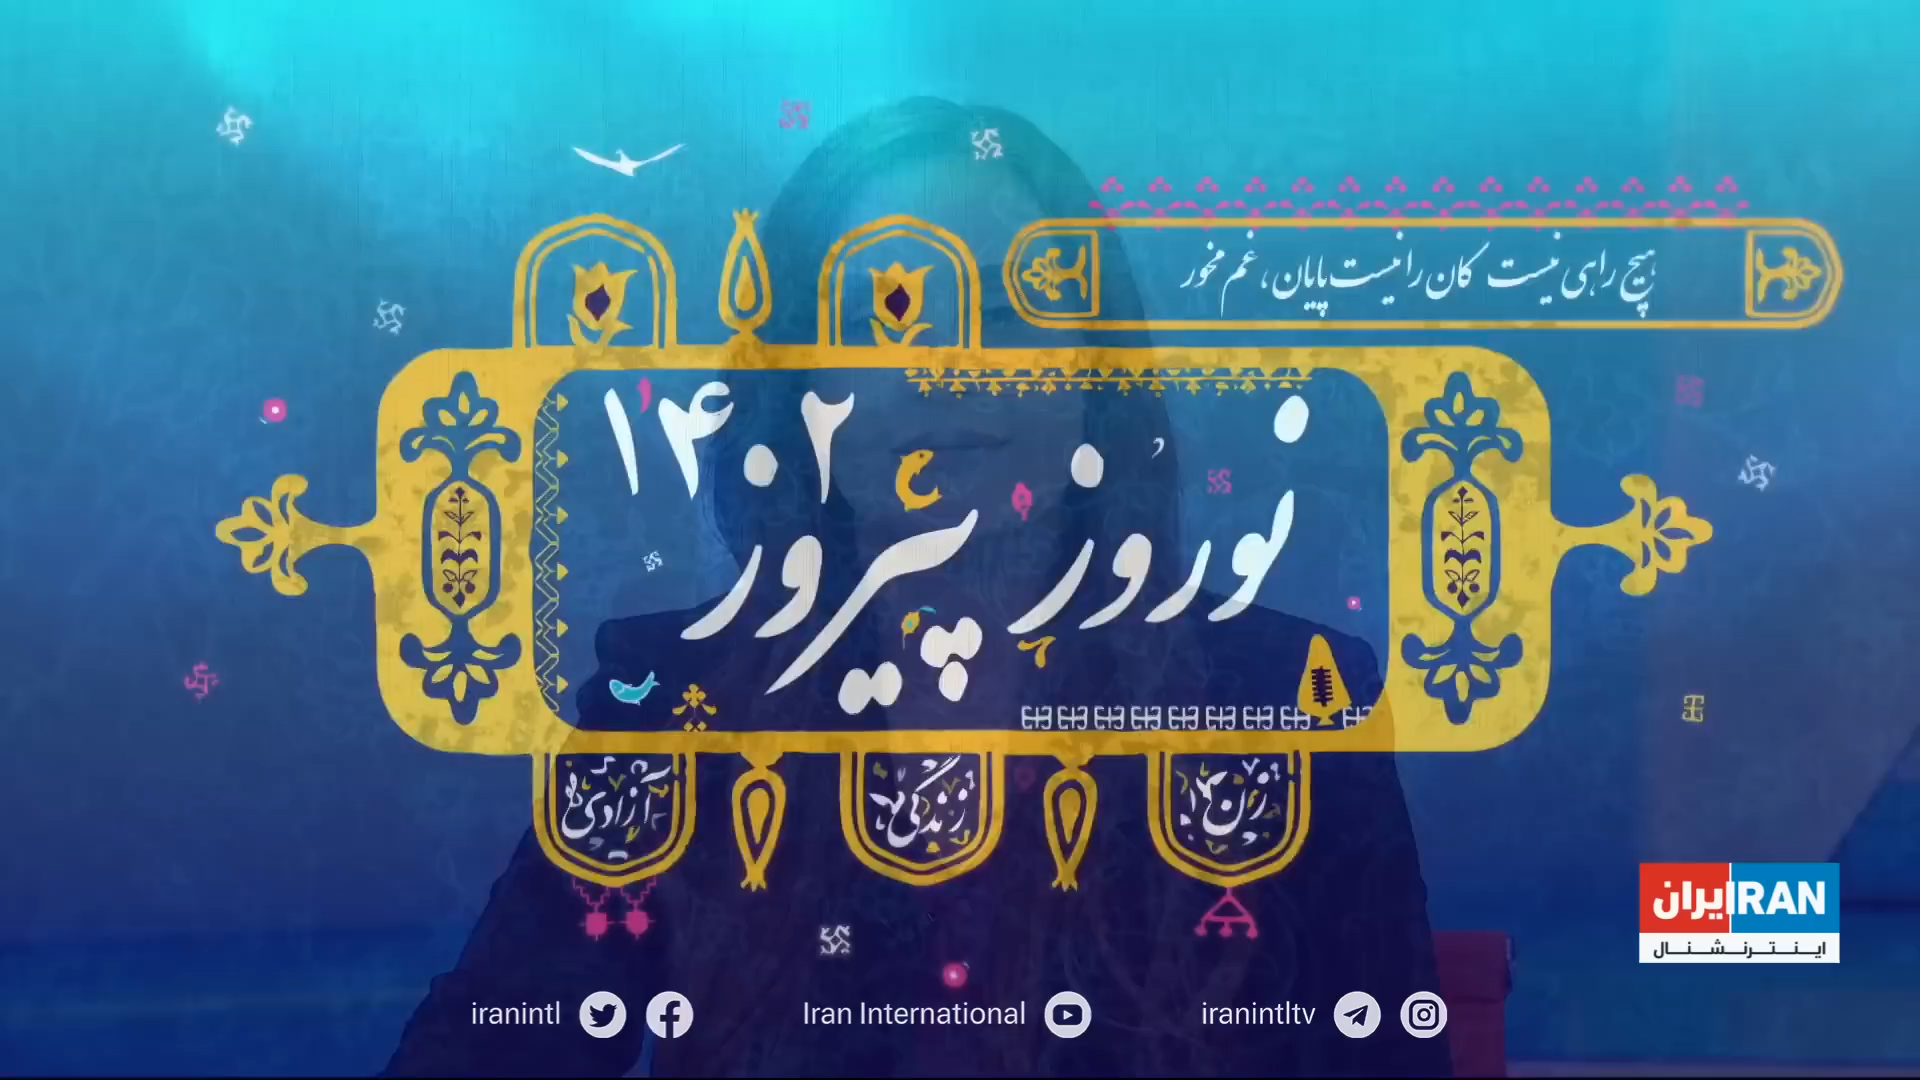 هیچ راهی نیست کان را نیست پایان، غم مخور
نوروز ۱۴۰۲
پیروز
زن
زندگی
آزادی
ایران IRAN
اینترنشنال
iranintl
Iran International
iranintltv